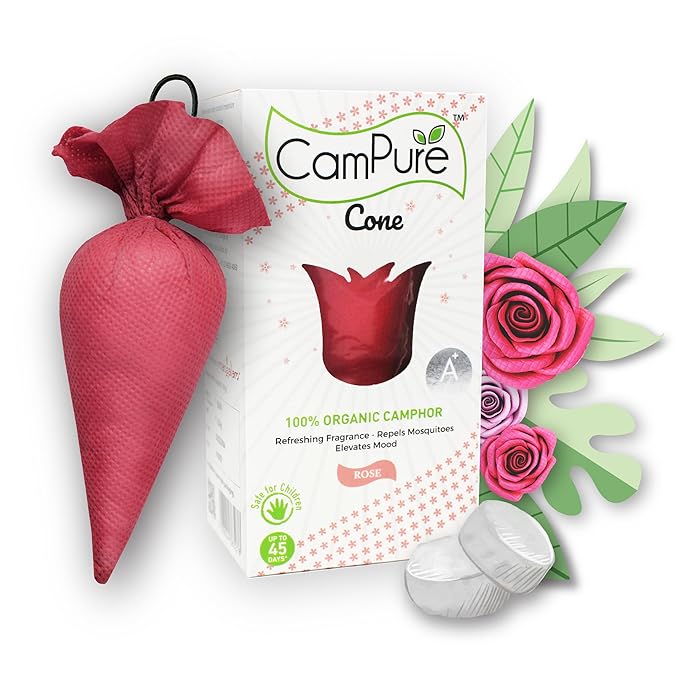 CamPure™
Cone
A+
100% ORGANIC CAMPHOR
Refreshing Fragrance - Repels Mosquitoes
Elevates Mood
ROSE
Safe for Children
UP TO
45
DAYS*